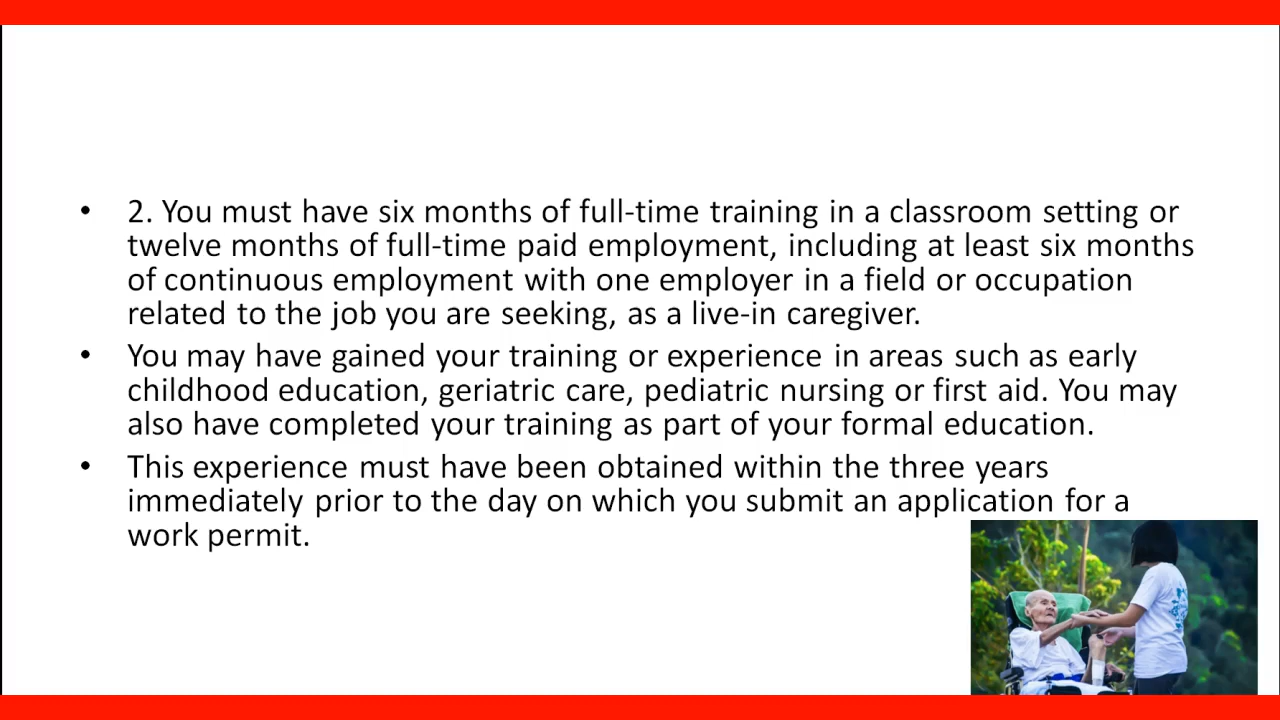 • 2. You must have six months of full-time training in a classroom setting or
twelve months of full-time paid employment, including at least six months
of continuous employment with one employer in a field or occupation
related to the job you are seeking, as a live-in caregiver.
• You may have gained your training or experience in areas such as early
childhood education, geriatric care, pediatric nursing or first aid. You may
also have completed your training as part of your formal education.
• This experience must have been obtained within the three years
immediately prior to the day on which you submit an application for a
work permit.